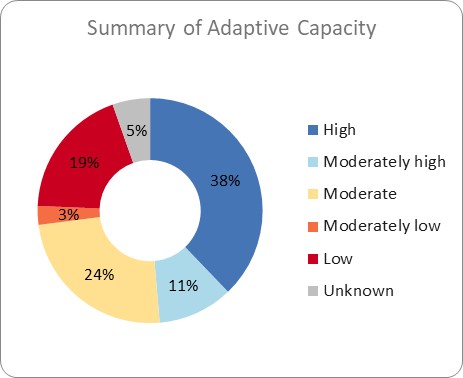 Summary of Adaptive Capacity
5%
38%
19%
3%
24%
11%
High
Moderately high
Moderate
Moderately low
Low
Unknown